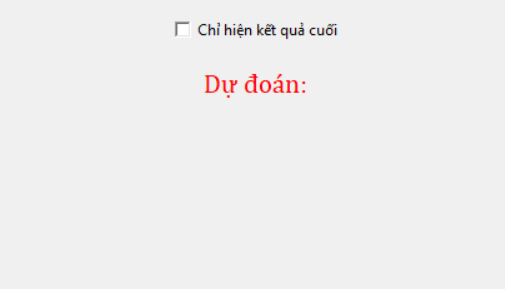 Chỉ hiện kết quả cuối
Dự đoán: